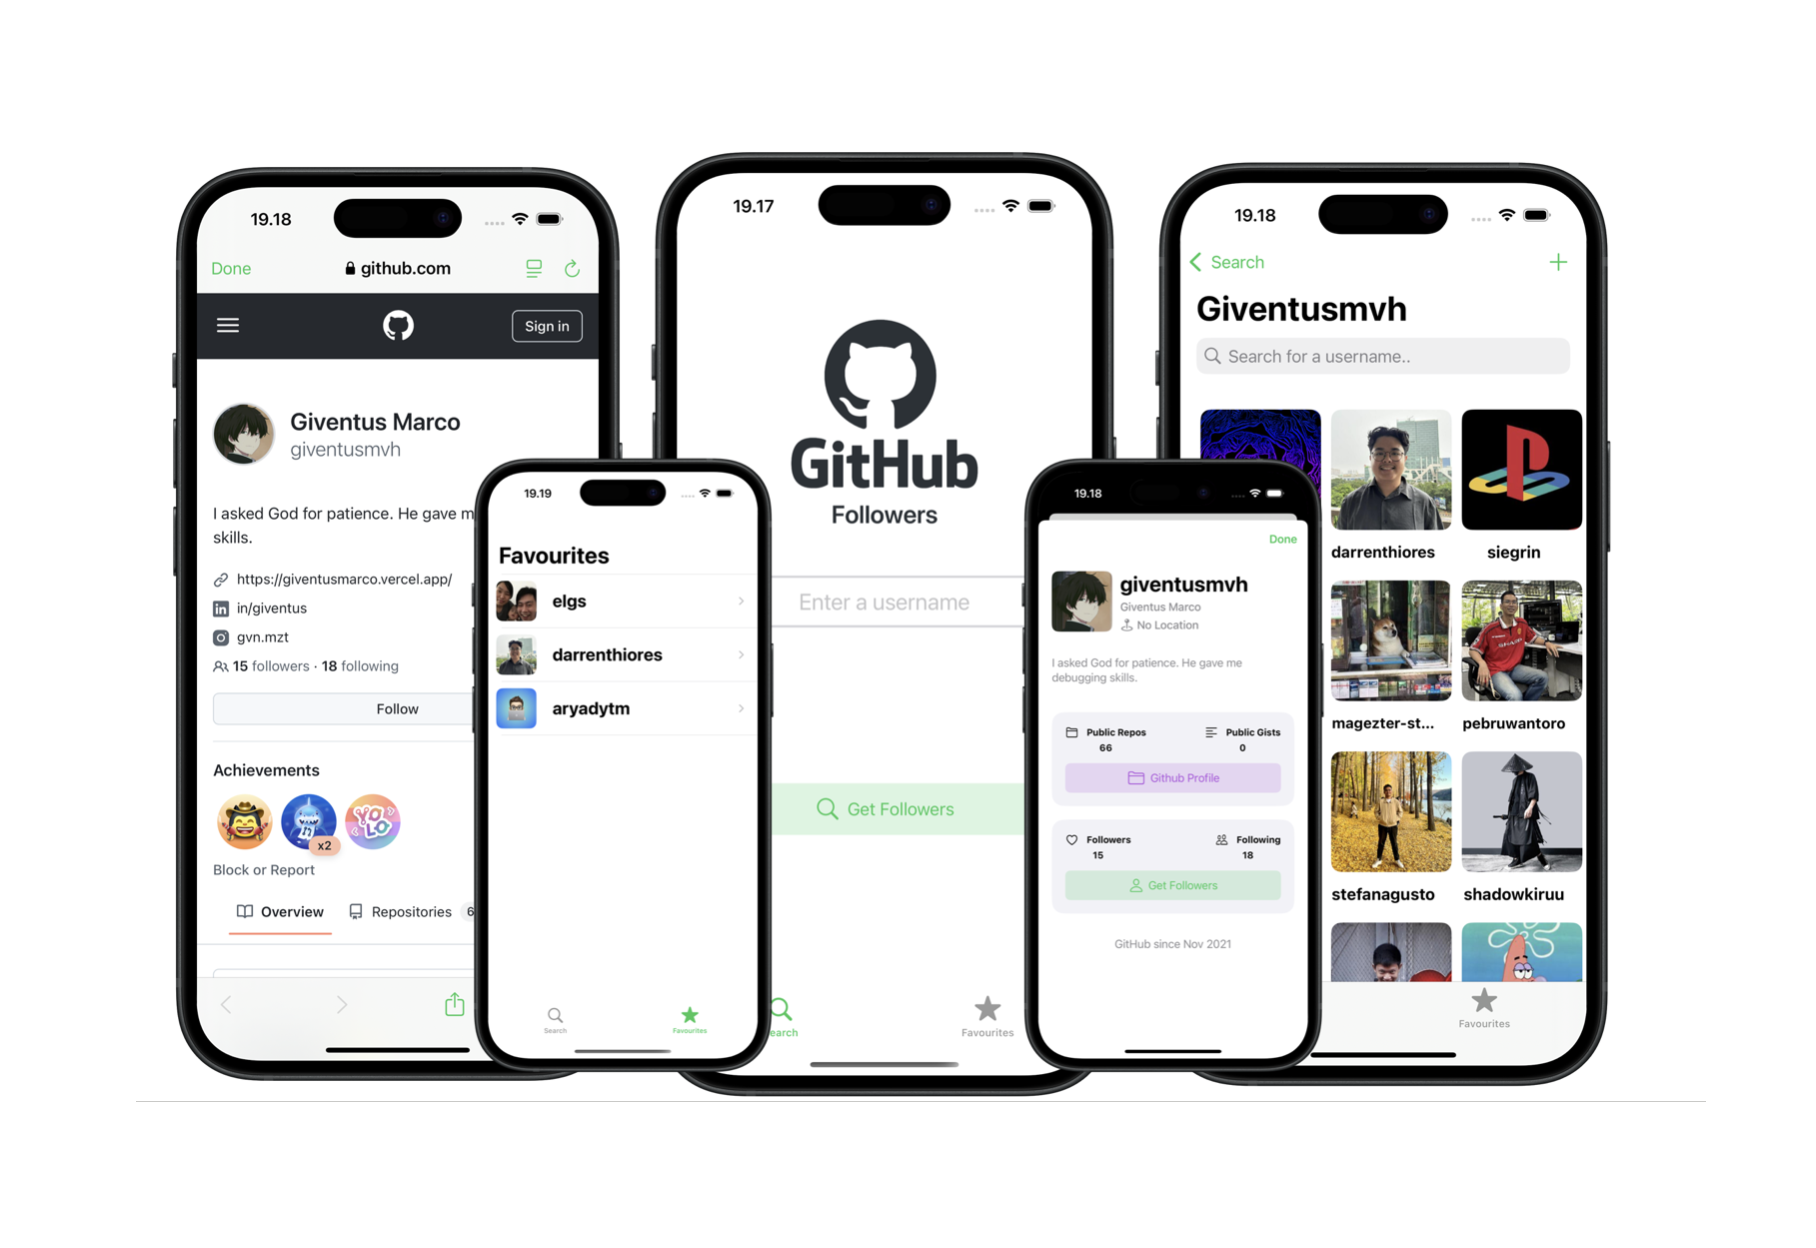 19.18
Done
github.com
Sign in
Giventus Marco
giventusmvh
I asked God for patience. He gave m
skills.
https://giventusmarco.vercel.app/
in/giventus
gvn.mzt
15 followers · 18 following
Follow
Achievements
YOLO
x2
Block or Report
Overview
Repositories 6
19.19
Favourites
elgs
darrenthiores
aryadytm
Search
Favourites
19.17
GitHub
Followers
Enter a username
Get Followers
earch
Favourites
19.18
Done
giventusmvh
Giventus Marco
No Location
I asked God for patience. He gave me
debugging skills.
Public Repos
66
Public Gists
0
Github Profile
Followers
15
Following
18
Get Followers
GitHub since Nov 2021
19.18
Search
Giventusmvh
Search for a username..
darrenthiores
siegrin
magezter-st...
pebruwantoro
stefanagusto
shadowkiruu
Favourites